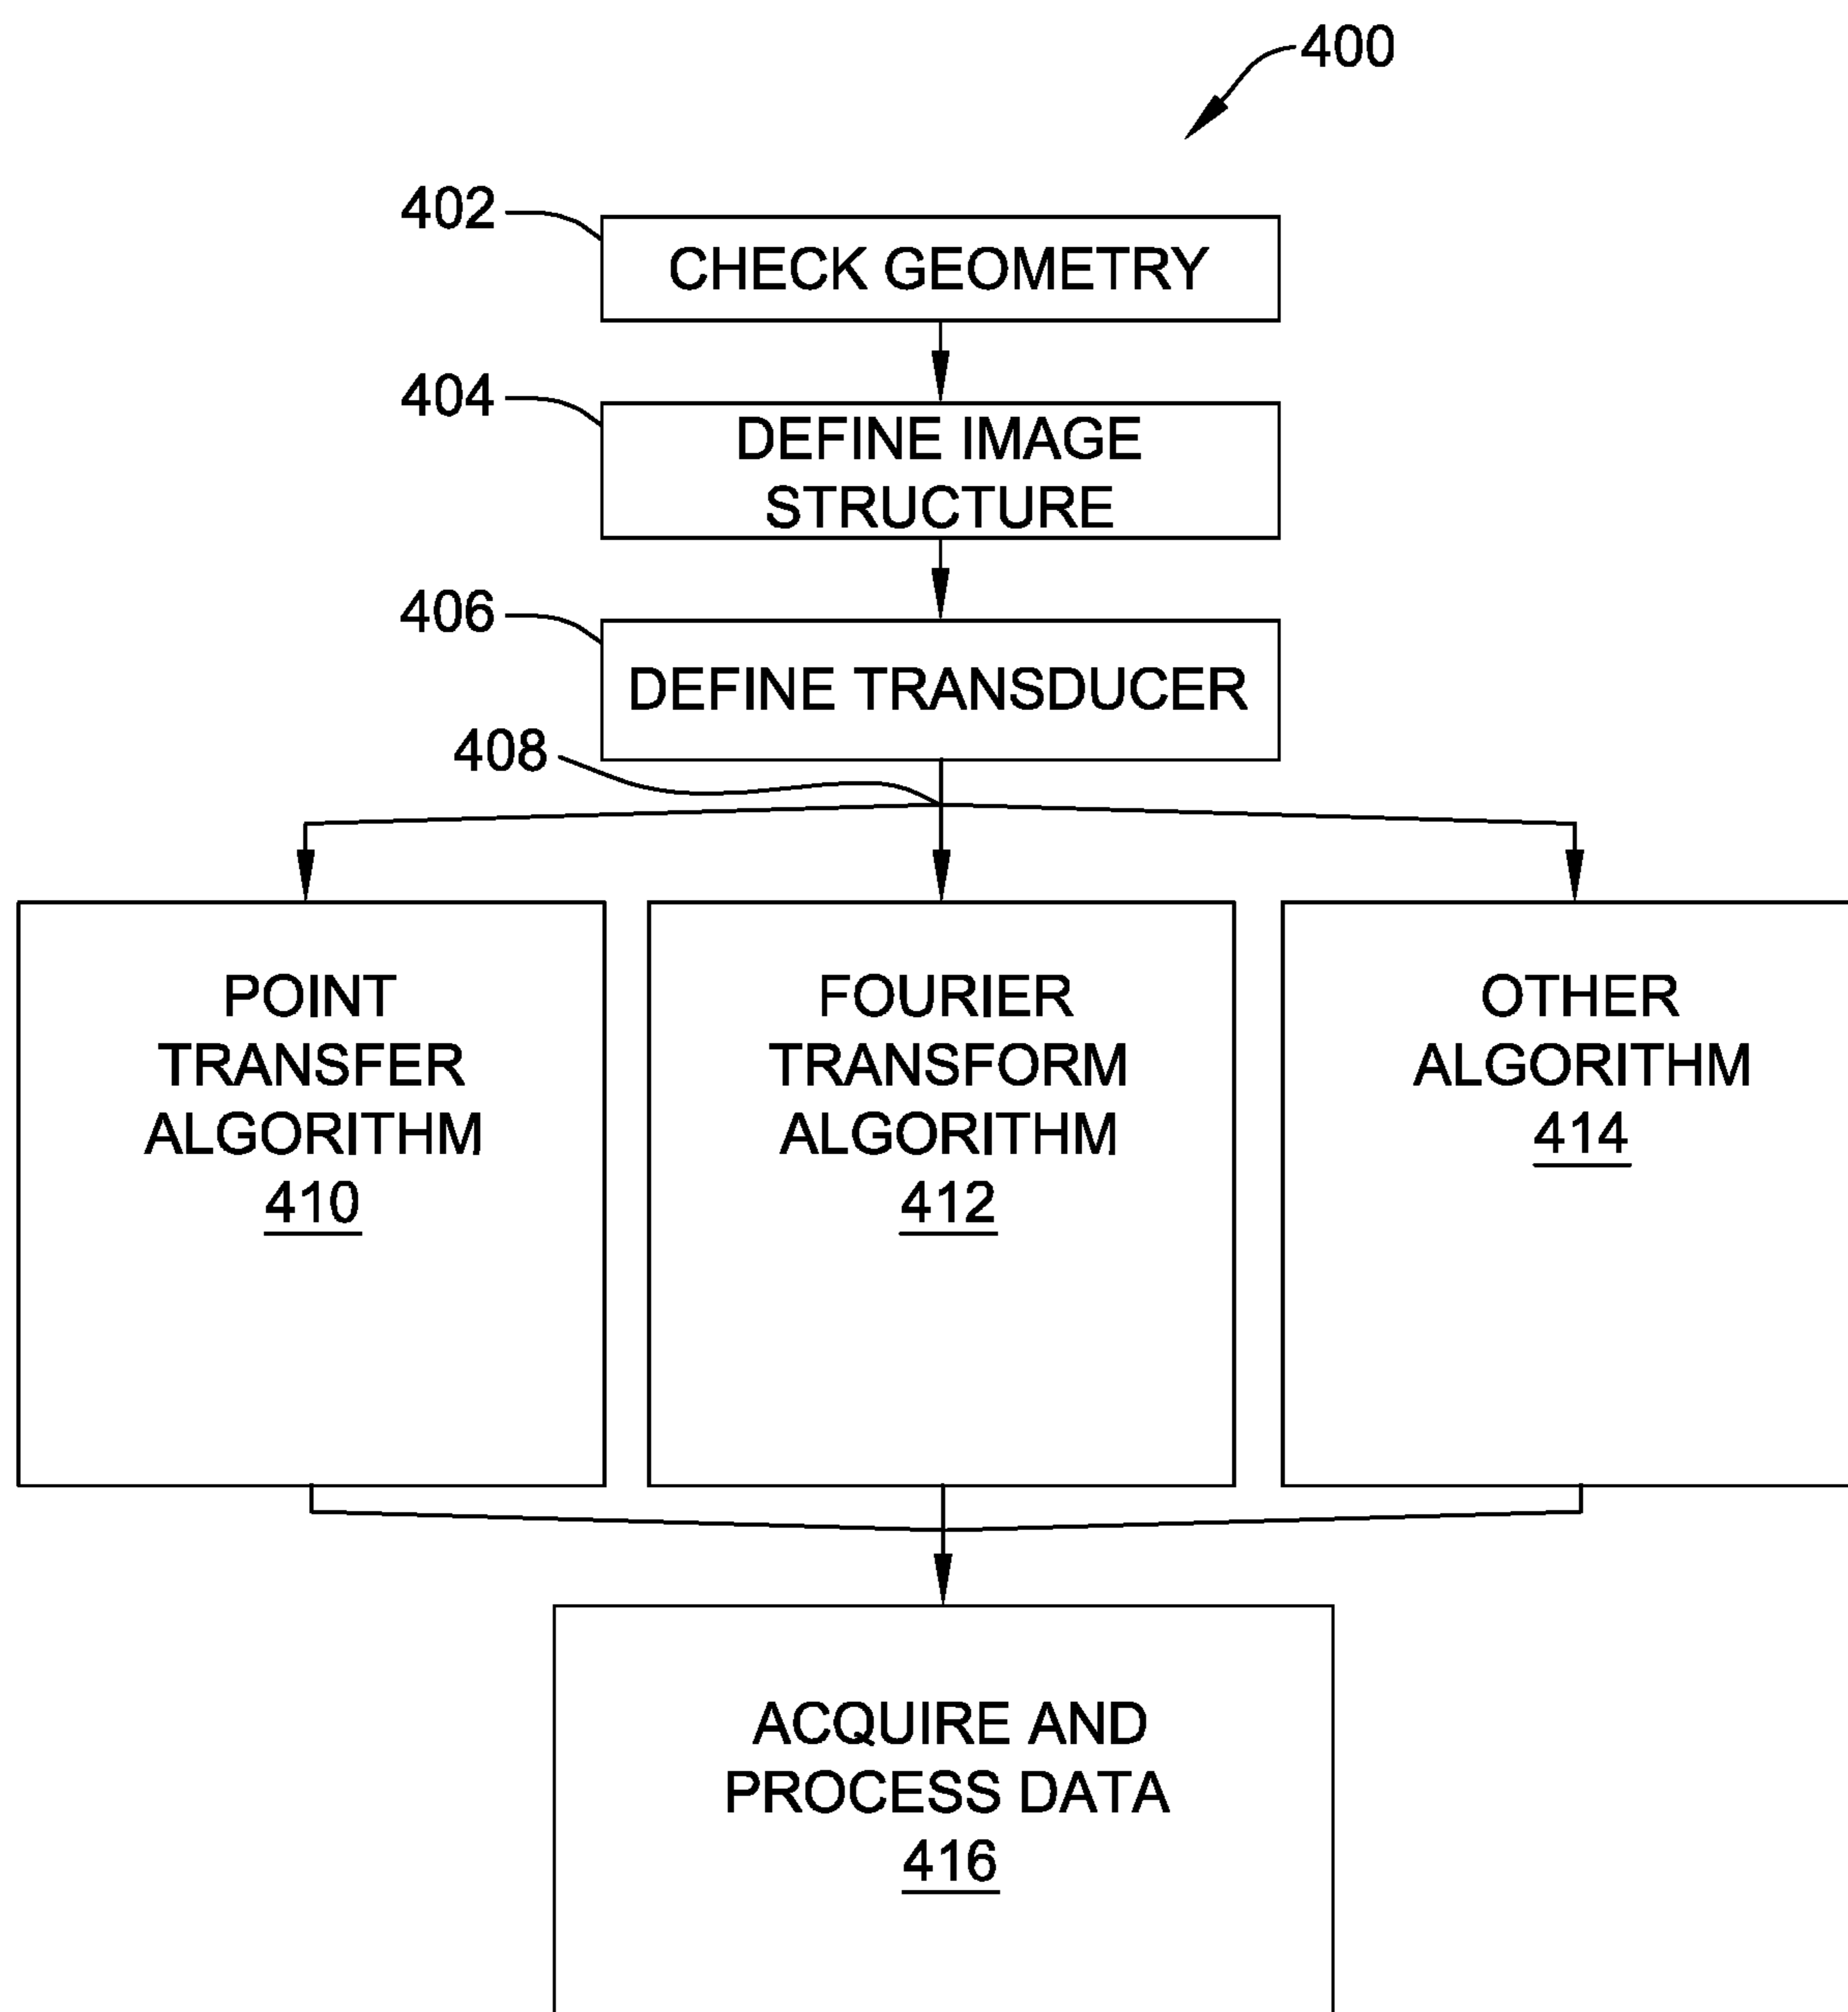 400
402
CHECK GEOMETRY
404
DEFINE IMAGE
STRUCTURE
406
DEFINE TRANSDUCER
408
POINT
TRANSFER
ALGORITHM
410
FOURIER
TRANSFORM
ALGORITHM
412
OTHER
ALGORITHM
414
ACQUIRE AND
PROCESS DATA
416